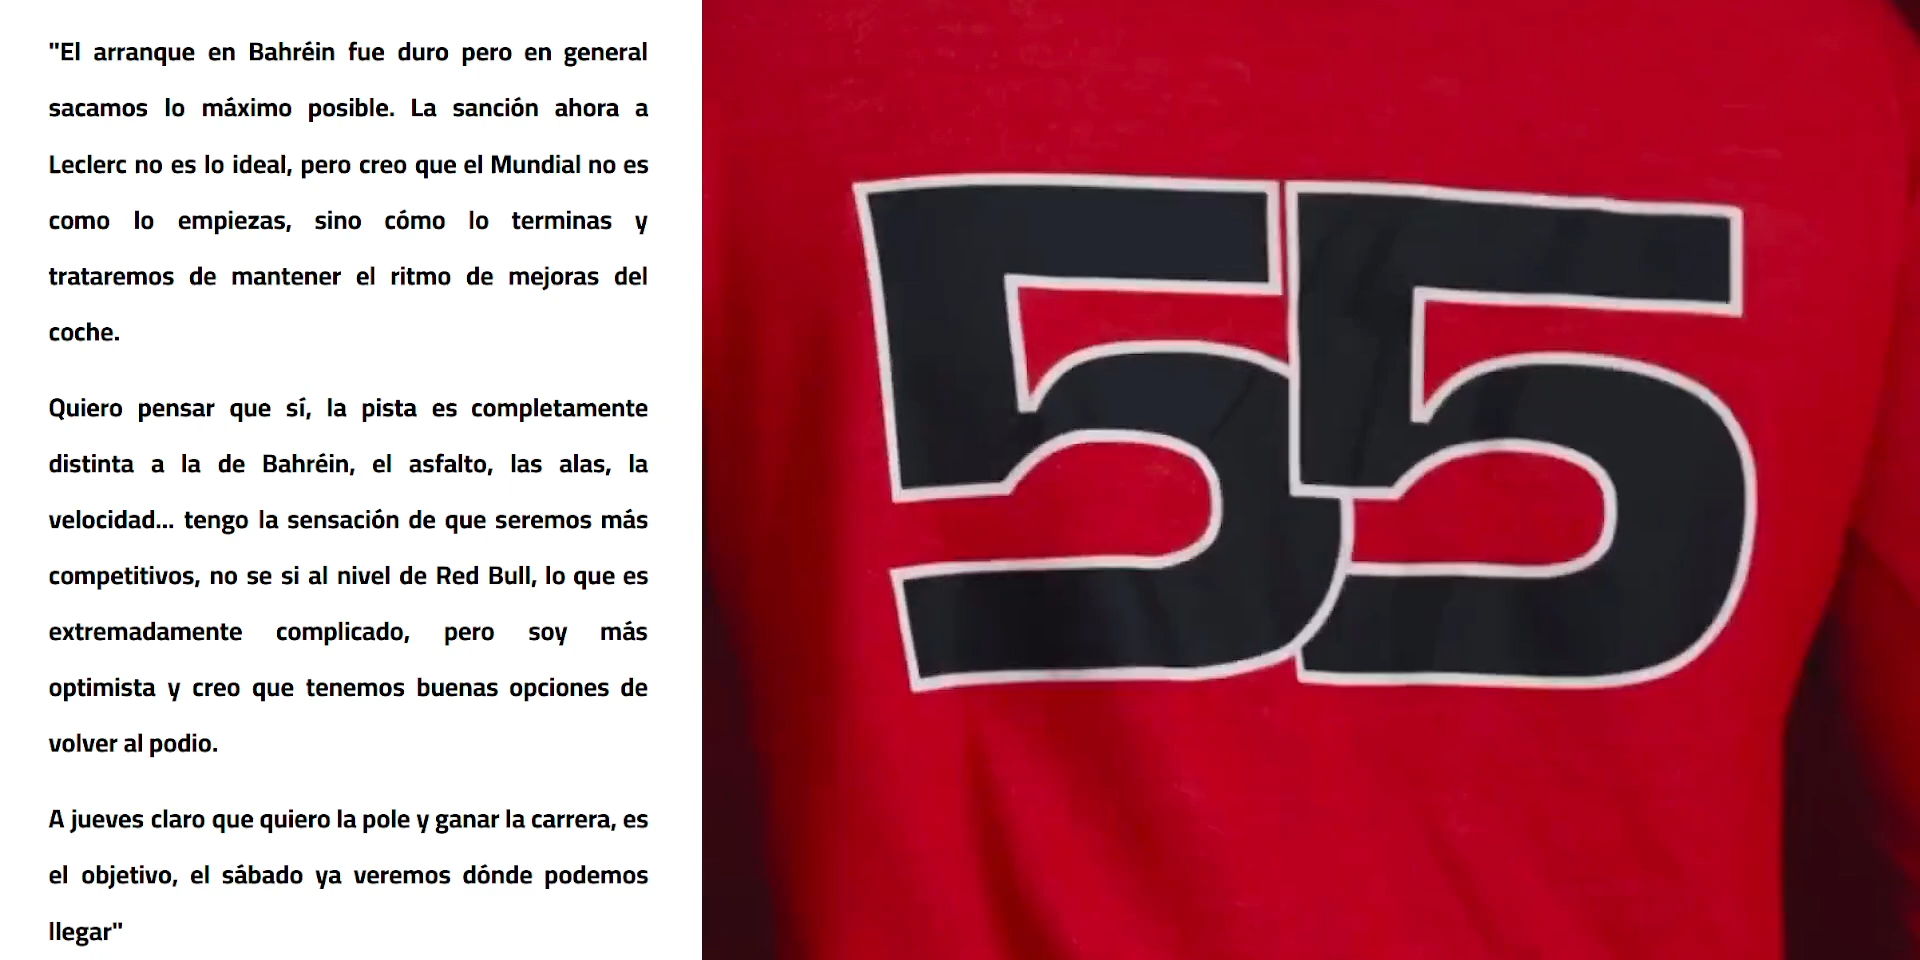 "El arranque en Bahréin fue duro pero en general
sacamos lo máximo posible. La sanción ahora a
Leclerc no es lo ideal, pero creo que el Mundial no es
como lo empiezas, sino cómo lo terminas y
trataremos de mantener el ritmo de mejoras del
coche.
Quiero pensar que sí, la pista es completamente
distinta a la de Bahréin, el asfalto, las alas, la
velocidad... tengo la sensación de que seremos más
competitivos, no se si al nivel de Red Bull, lo que es
extremadamente complicado, pero soy más
optimista y creo que tenemos buenas opciones de
volver al podio.
A jueves claro que quiero la pole y ganar la carrera, es
el objetivo, el sábado ya veremos dónde podemos
llegar"
55